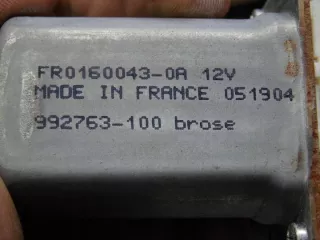 FR0160043-0A 12V
MADE IN FRANCE 051904
992763-100 brose